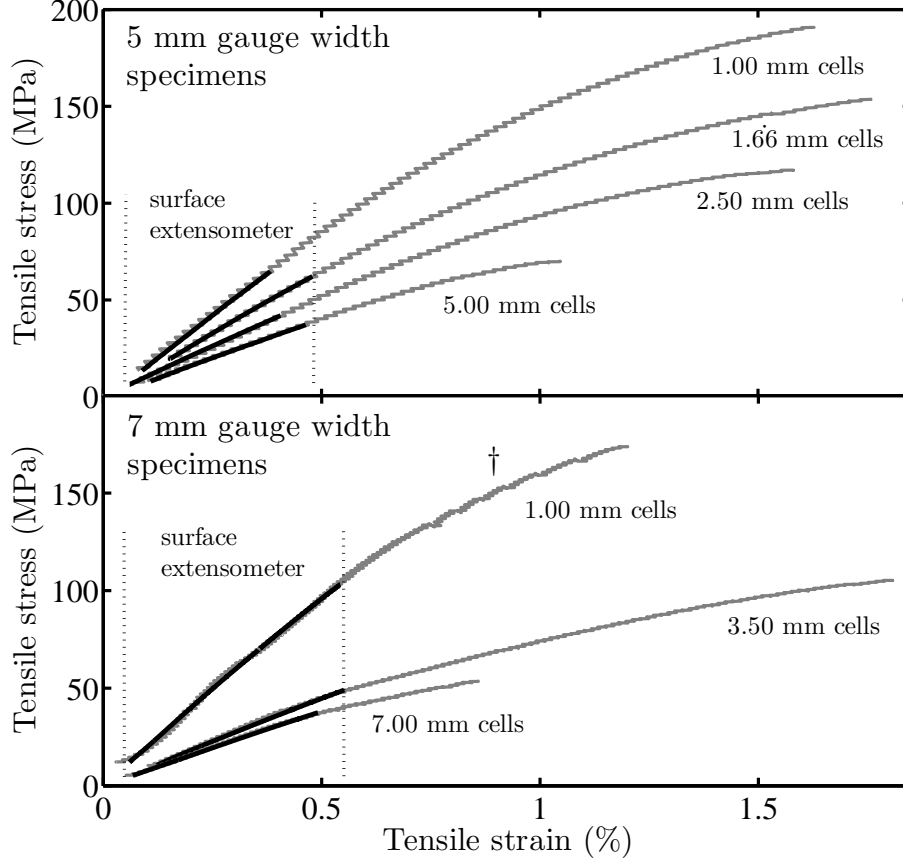 200
150
100
50
0
Tensile stress (MPa)
5 mm gauge width
specimens
surface
extensometer
1.00 mm cells
1.66 mm cells
2.50 mm cells
5.00 mm cells
150
100
50
0
Tensile stress (MPa)
7 mm gauge width
specimens
†
surface
extensometer
1.00 mm cells
3.50 mm cells
7.00 mm cells
0 0.5 1 1.5
Tensile strain (%)